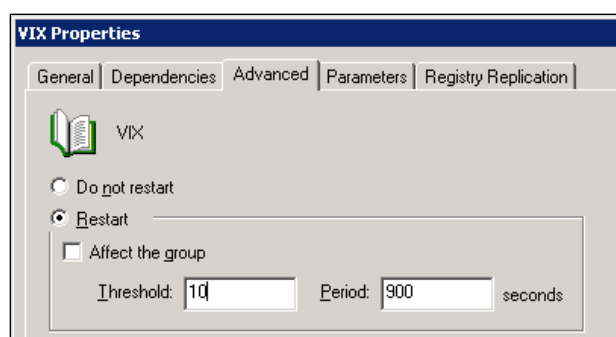 VIX Properties
General Dependencies Advanced Parameters Registry Replication
VIX
Do not restart
Restart
Affect the group
Threshold: 10 Period: 900 seconds